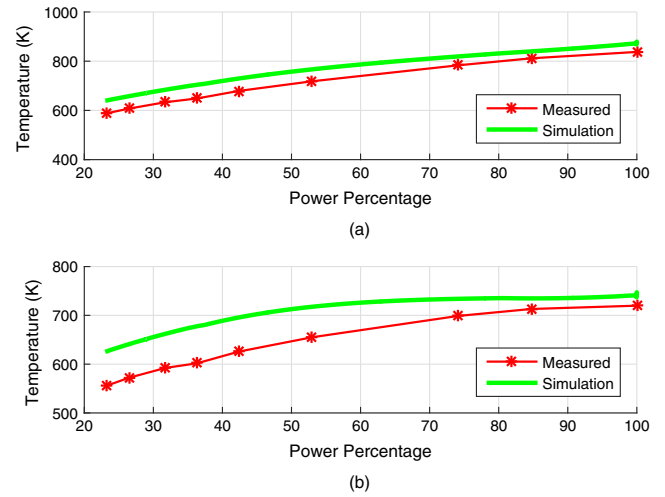 1000
800
600
400
Temperature (K)
Measured
Simulation
20 30 40 50 60 70 80 90 100
Power Percentage
(a)
800
700
600
500
Temperature (K)
Measured
Simulation
20 30 40 50 60 70 80 90 100
Power Percentage
(b)